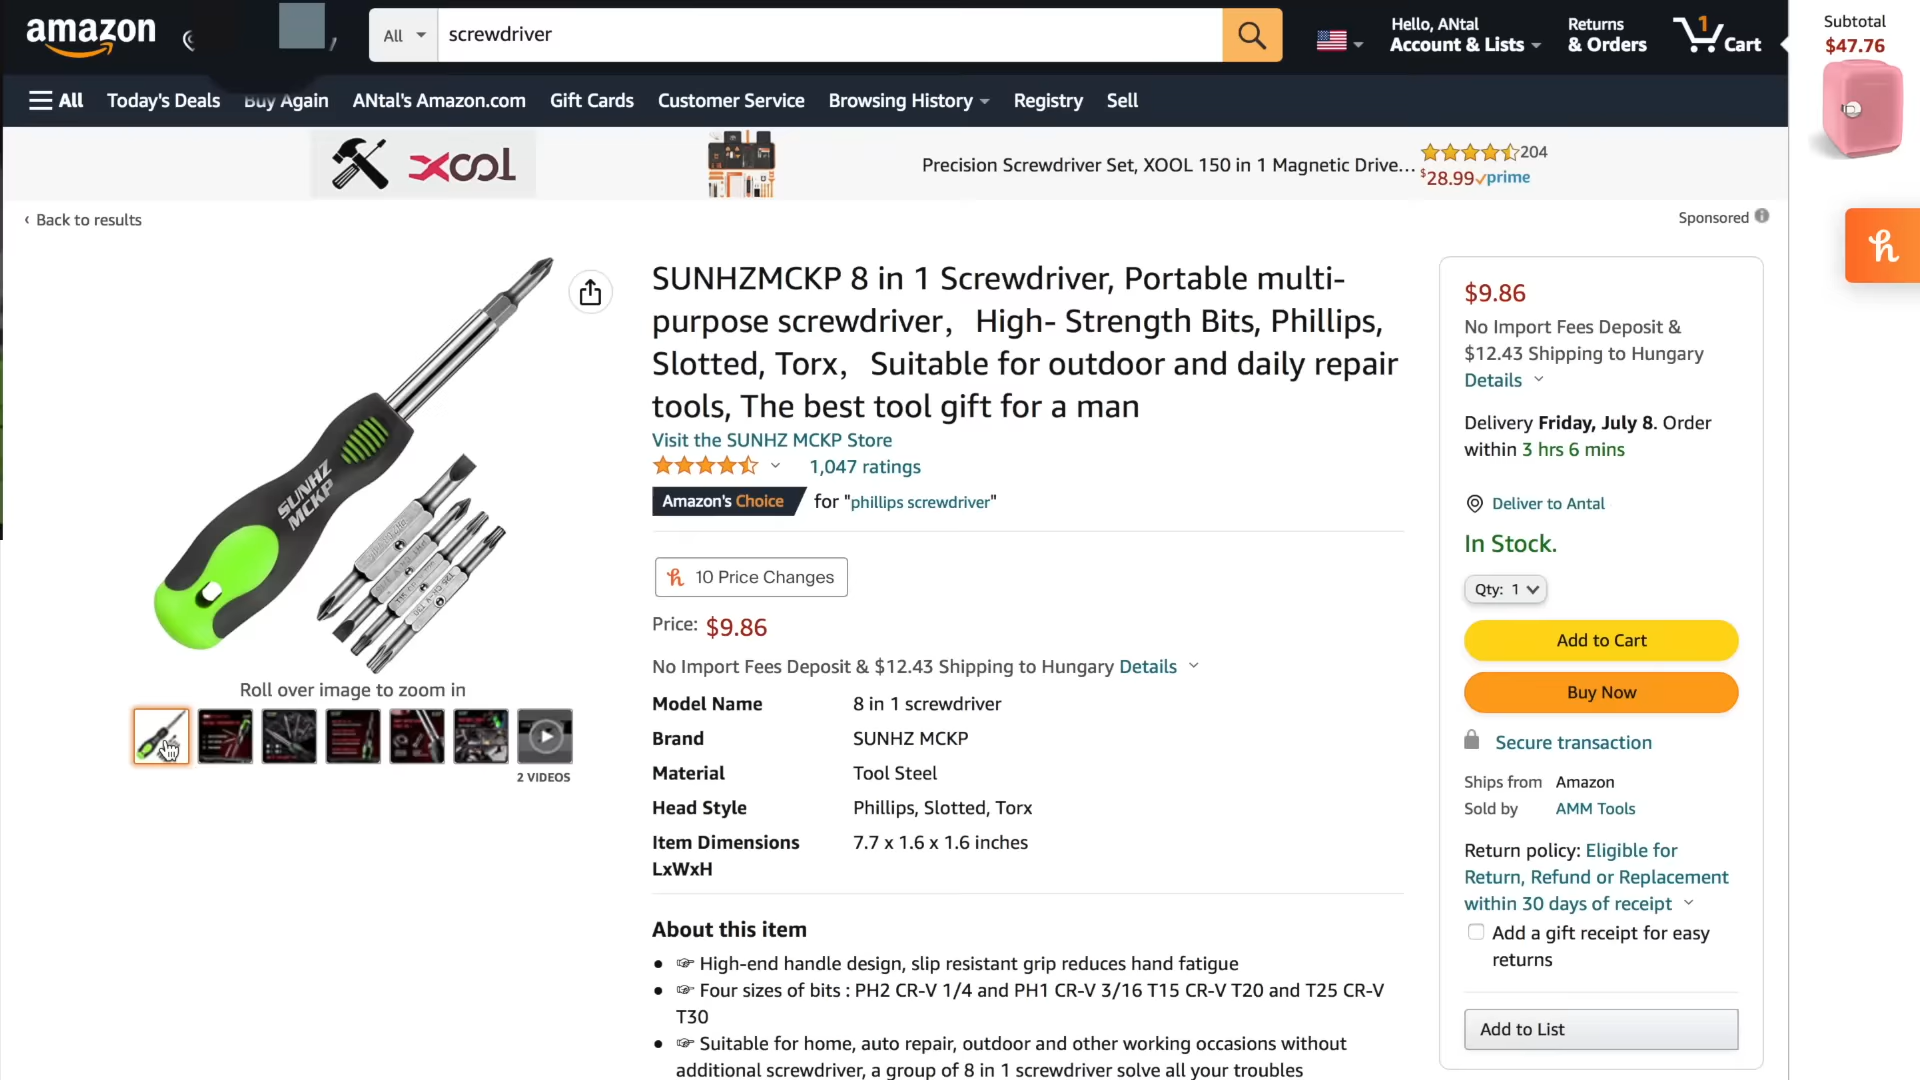 amazon
All
screwdriver
Hello, ANtal
Account & Lists
Returns
& Orders
1
Cart
Subtotal
$47.76
All
Today's Deals
Buy Again
ANtal's Amazon.com
Gift Cards
Customer Service
Browsing History
Registry
Sell
XOOL
Precision Screwdriver Set, XOOL 150 in 1 Magnetic Drive...
204
$28.99 prime
‹ Back to results
Sponsored
SUNHZMCKP 8 in 1 Screwdriver, Portable multi-
purpose screwdriver， High- Strength Bits, Phillips,
Slotted, Torx， Suitable for outdoor and daily repair
tools, The best tool gift for a man
Visit the SUNHZ MCKP Store
1,047 ratings
Amazon's Choice for "phillips screwdriver"
SUNHZ
MCKP
10 Price Changes
Price: $9.86
No Import Fees Deposit & $12.43 Shipping to Hungary Details
Roll over image to zoom in
2 VIDEOS
Model Name 8 in 1 screwdriver
Brand SUNHZ MCKP
Material Tool Steel
Head Style Phillips, Slotted, Torx
Item Dimensions 7.7 x 1.6 x 1.6 inches
LxWxH
About this item
• ☞ High-end handle design, slip resistant grip reduces hand fatigue
• ☞ Four sizes of bits : PH2 CR-V 1/4 and PH1 CR-V 3/16 T15 CR-V T20 and T25 CR-V
T30
• ☞ Suitable for home, auto repair, outdoor and other working occasions without
additional screwdriver, a group of 8 in 1 screwdriver solve all your troubles
$9.86
No Import Fees Deposit &
$12.43 Shipping to Hungary
Details
Delivery Friday, July 8. Order
within 3 hrs 6 mins
Deliver to Antal
In Stock.
Qty: 1
Add to Cart
Buy Now
Secure transaction
Ships from Amazon
Sold by AMM Tools
Return policy: Eligible for
Return, Refund or Replacement
within 30 days of receipt
Add a gift receipt for easy
returns
Add to List